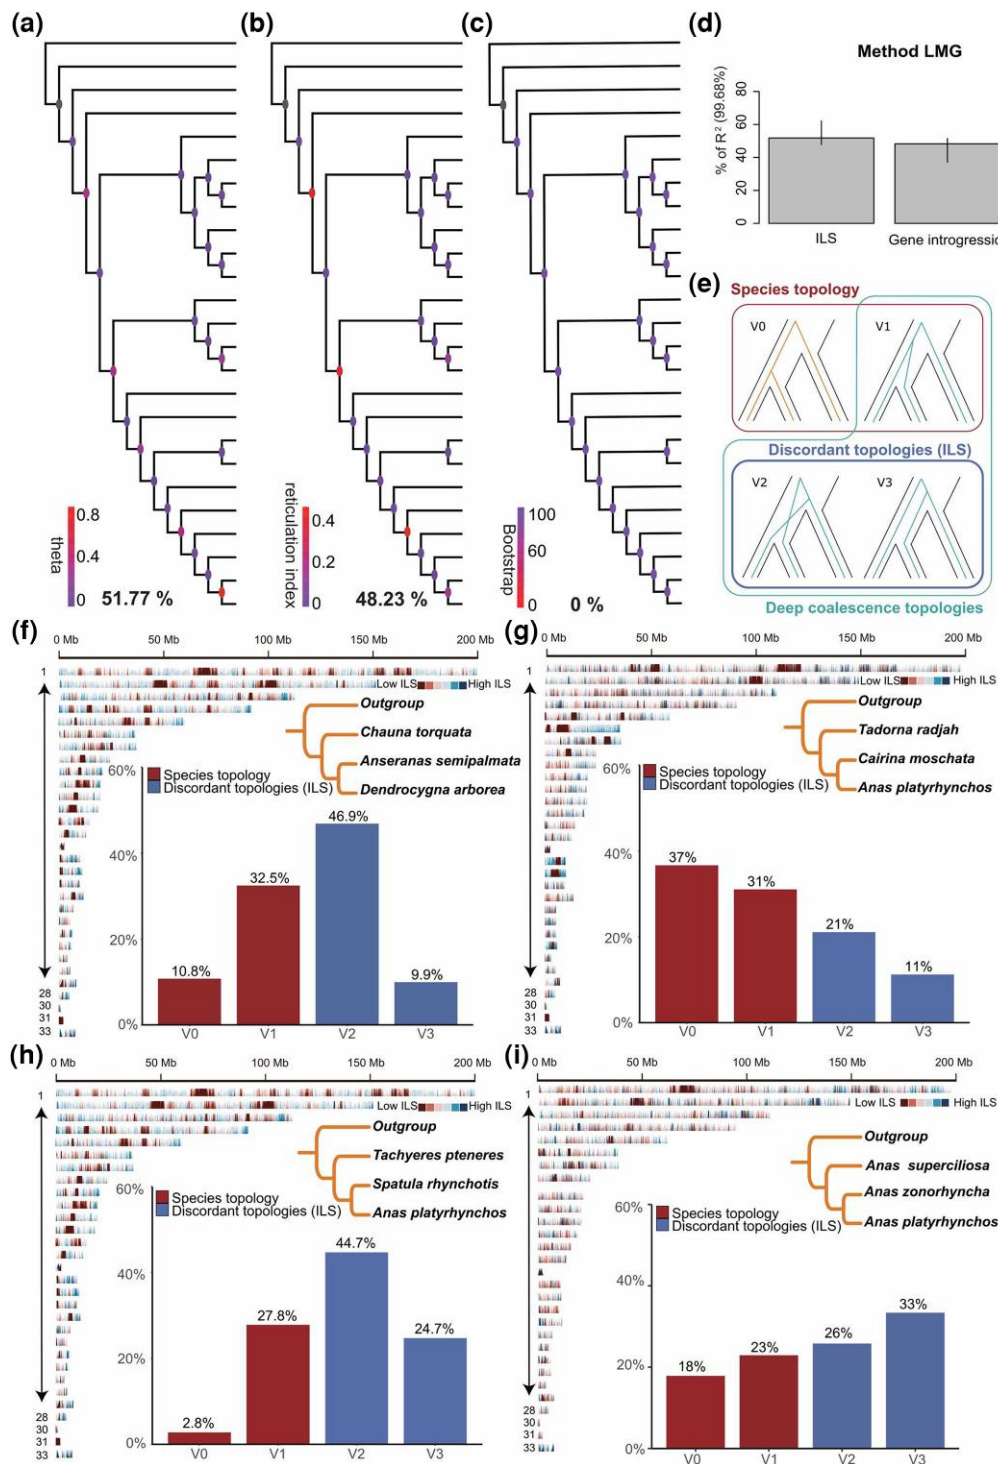 (a)
(b)
(c)
(d)
Method LMG
% of R² (99.68%)
80
60
40
20
0
ILS
Gene introgressio
0.8
0.4
0
theta
51.77 %
reticulation index
0.4
0.2
0
48.23 %
Bootstrap
100
60
0
0 %
(e)
Species topology
V0
V1
Discordant topologies (ILS)
V2
V3
Deep coalescence topologies
(f)
0 Mb 50 Mb 100 Mb 150 Mb 200 Mb
1
Low ILS High ILS
Outgroup
Chauna torquata
Anseranas semipalmata
Dendrocygna arborea
60%
Species topology
Discordant topologies (ILS)
46.9%
40%
32.5%
20%
10.8%
9.9%
0%
V0 V1 V2 V3
28
30
31
33
(g)
0 Mb 50 Mb 100 Mb 150 Mb 200 Mb
1
Low ILS High ILS
Outgroup
Tadorna radjah
Cairina moschata
Anas platyrhynchos
60%
Species topology
Discordant topologies (ILS)
40%
37%
31%
21%
20%
11%
0%
V0 V1 V2 V3
28
30
31
33
(h)
0 Mb 50 Mb 100 Mb 150 Mb 200 Mb
1
Low ILS High ILS
Outgroup
Tachyeres pteneres
Spatula rhynchotis
Anas platyrhynchos
60%
Species topology
Discordant topologies (ILS)
44.7%
40%
27.8%
24.7%
20%
2.8%
0%
V0 V1 V2 V3
28
30
31
33
(i)
0 Mb 50 Mb 100 Mb 150 Mb 200 Mb
1
Low ILS High ILS
Outgroup
Anas superciliosa
Anas zonorhyncha
Anas platyrhynchos
60%
Species topology
Discordant topologies (ILS)
40%
33%
26%
23%
20%
18%
0%
V0 V1 V2 V3
28
30
31
33